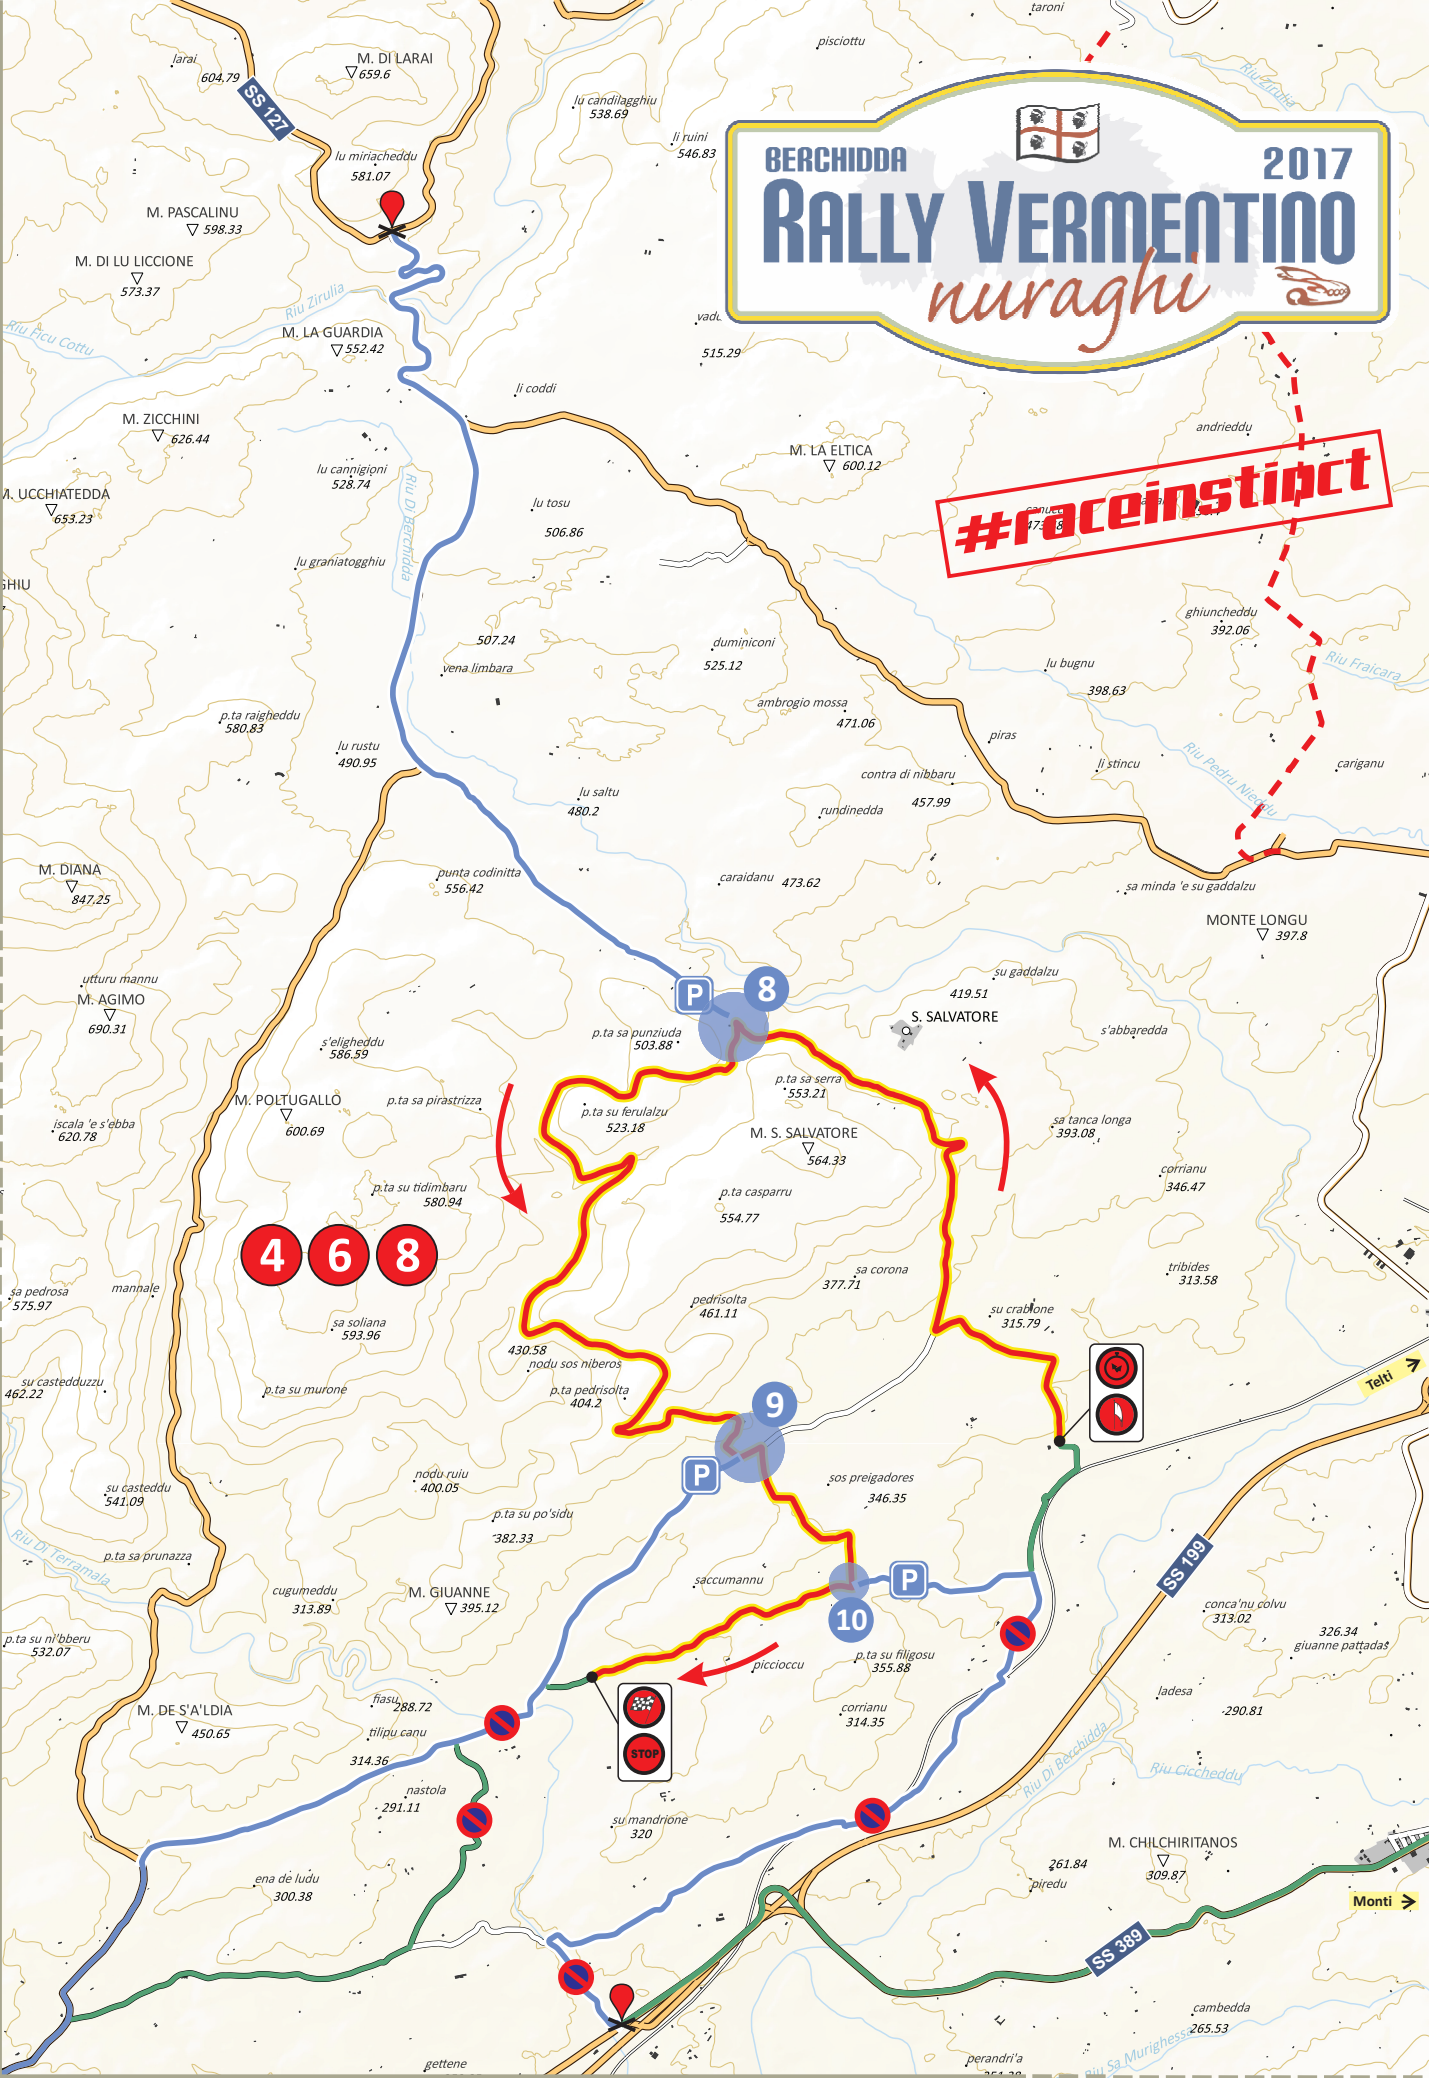 taroni
pisciottu
larai
604.79
M. DI LARAI
659.6
SS 127
lu candilagghiu
538.69
Riu Zirulia
li ruini
546.83
lu miriacheddu
581.07
BERCHIDDA
2017
RALLY VERMENTINO
nuraghi
M. PASCALINU
598.33
M. DI LU LICCIONE
573.37
Riu Zirulia
Riu Ficu Cottu
M. LA GUARDIA
552.42
515.29
li coddi
M. ZICCHINI
626.44
andrieddu
M. LA ELTICA
600.12
#raceinstinct
lu cannigioni
528.74
Riu Di Berchidda
M. UCCHIATEDDA
653.23
lu tosu
506.86
lu graniatogghiu
GHIU
ghiuncheddu
392.06
507.24
vena limbara
duminiconi
525.12
lu bugnu
398.63
Riu Fraicara
ambrogio mossa
471.06
p.ta raigheddu
580.83
lu rustu
490.95
piras
li stincu
Riu Pedru Nieddu
cariganu
contra di nibbaru
457.99
lu saltu
480.2
rundinedda
M. DIANA
847.25
punta codinitta
556.42
caraidanu 473.62
sa minda 'e su gaddalzu
MONTE LONGU
397.8
utturu mannu
M. AGIMO
690.31
P
8
su gaddalzu
419.51
S. SALVATORE
s'abbaredda
s'eligheddu
586.59
p.ta sa punziuda
503.88
p.ta sa serra
553.21
M. POLTUGALLO
600.69
p.ta sa pirastrizza
p.ta su ferulalzu
523.18
iscala 'e s'ebba
620.78
M. S. SALVATORE
564.33
sa tanca longa
393.08
corrianu
346.47
p.ta su tidimbaru
580.94
p.ta casparru
554.77
4 6 8
sa corona
377.71
tribides
313.58
sa pedrosa
575.97
mannale
pedrisolta
461.11
su crabione
315.79
sa soliana
593.96
430.58
nodu sos niberos
su castedduzzu
462.22
p.ta su murone
p.ta pedrisolta
404.2
Telti
9
P
nodu ruiu
400.05
sos preigadores
346.35
su casteddu
541.09
p.ta su po'sidu
382.33
Riu Di Terramala
p.ta sa prunazza
SS 199
cugumeddu
313.89
M. GIUANNE
395.12
saccumannu
P
10
conca'nu colvu
313.02
326.34
giuanne pattadas
p.ta su ni'bberu
532.07
piccioccu
p.ta su filigosu
355.88
ladesa
290.81
fiasu
288.72
M. DE S'A'LDIA
450.65
tilipu canu
314.36
corrianu
314.35
STOP
Riu Di Berchidda
Riu Ciccheddu
nastola
291.11
su mandrione
320
M. CHILCHIRITANOS
309.87
261.84
piredu
ena de ludu
300.38
Monti
SS 389
cambedda
265.53
gettene
perandri'a
Riu Sa Murighessa